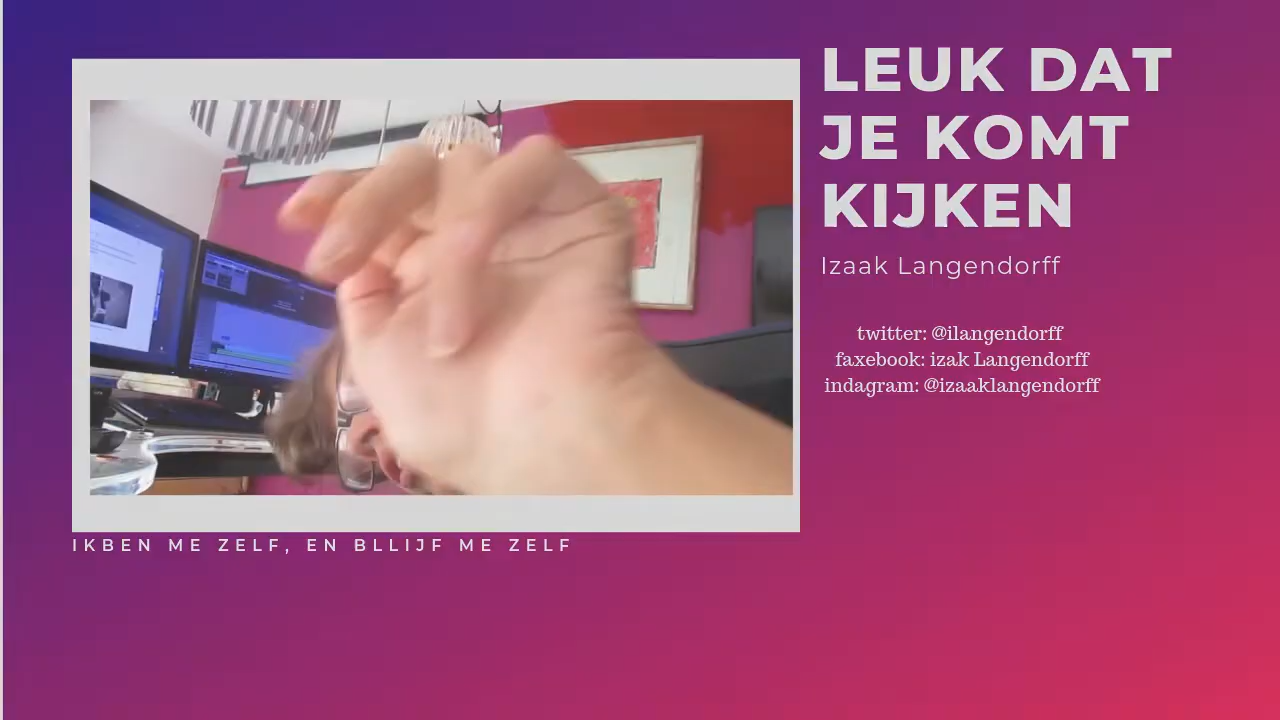 LEUK DAT
JE KOMT
KIJKEN
Izaak Langendorff
twitter: @ilangendorff
faxebook: izak Langendorff
indagram: @izaaklangendorff
IKBEN ME ZELF, EN BLLIJF ME ZELF